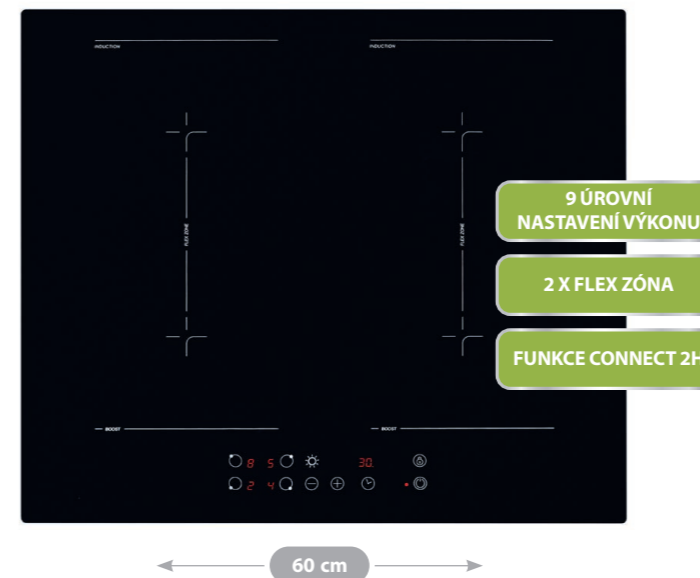 INDUCTION
INDUCTION
FLEX ZONE
FLEX ZONE
9 ÚROVNÍ
NASTAVENÍ VÝKONU
2 X FLEX ZÓNA
FUNKCE CONNECT 2H
BOOST
BOOST
8 5 30.
2 4
60 cm